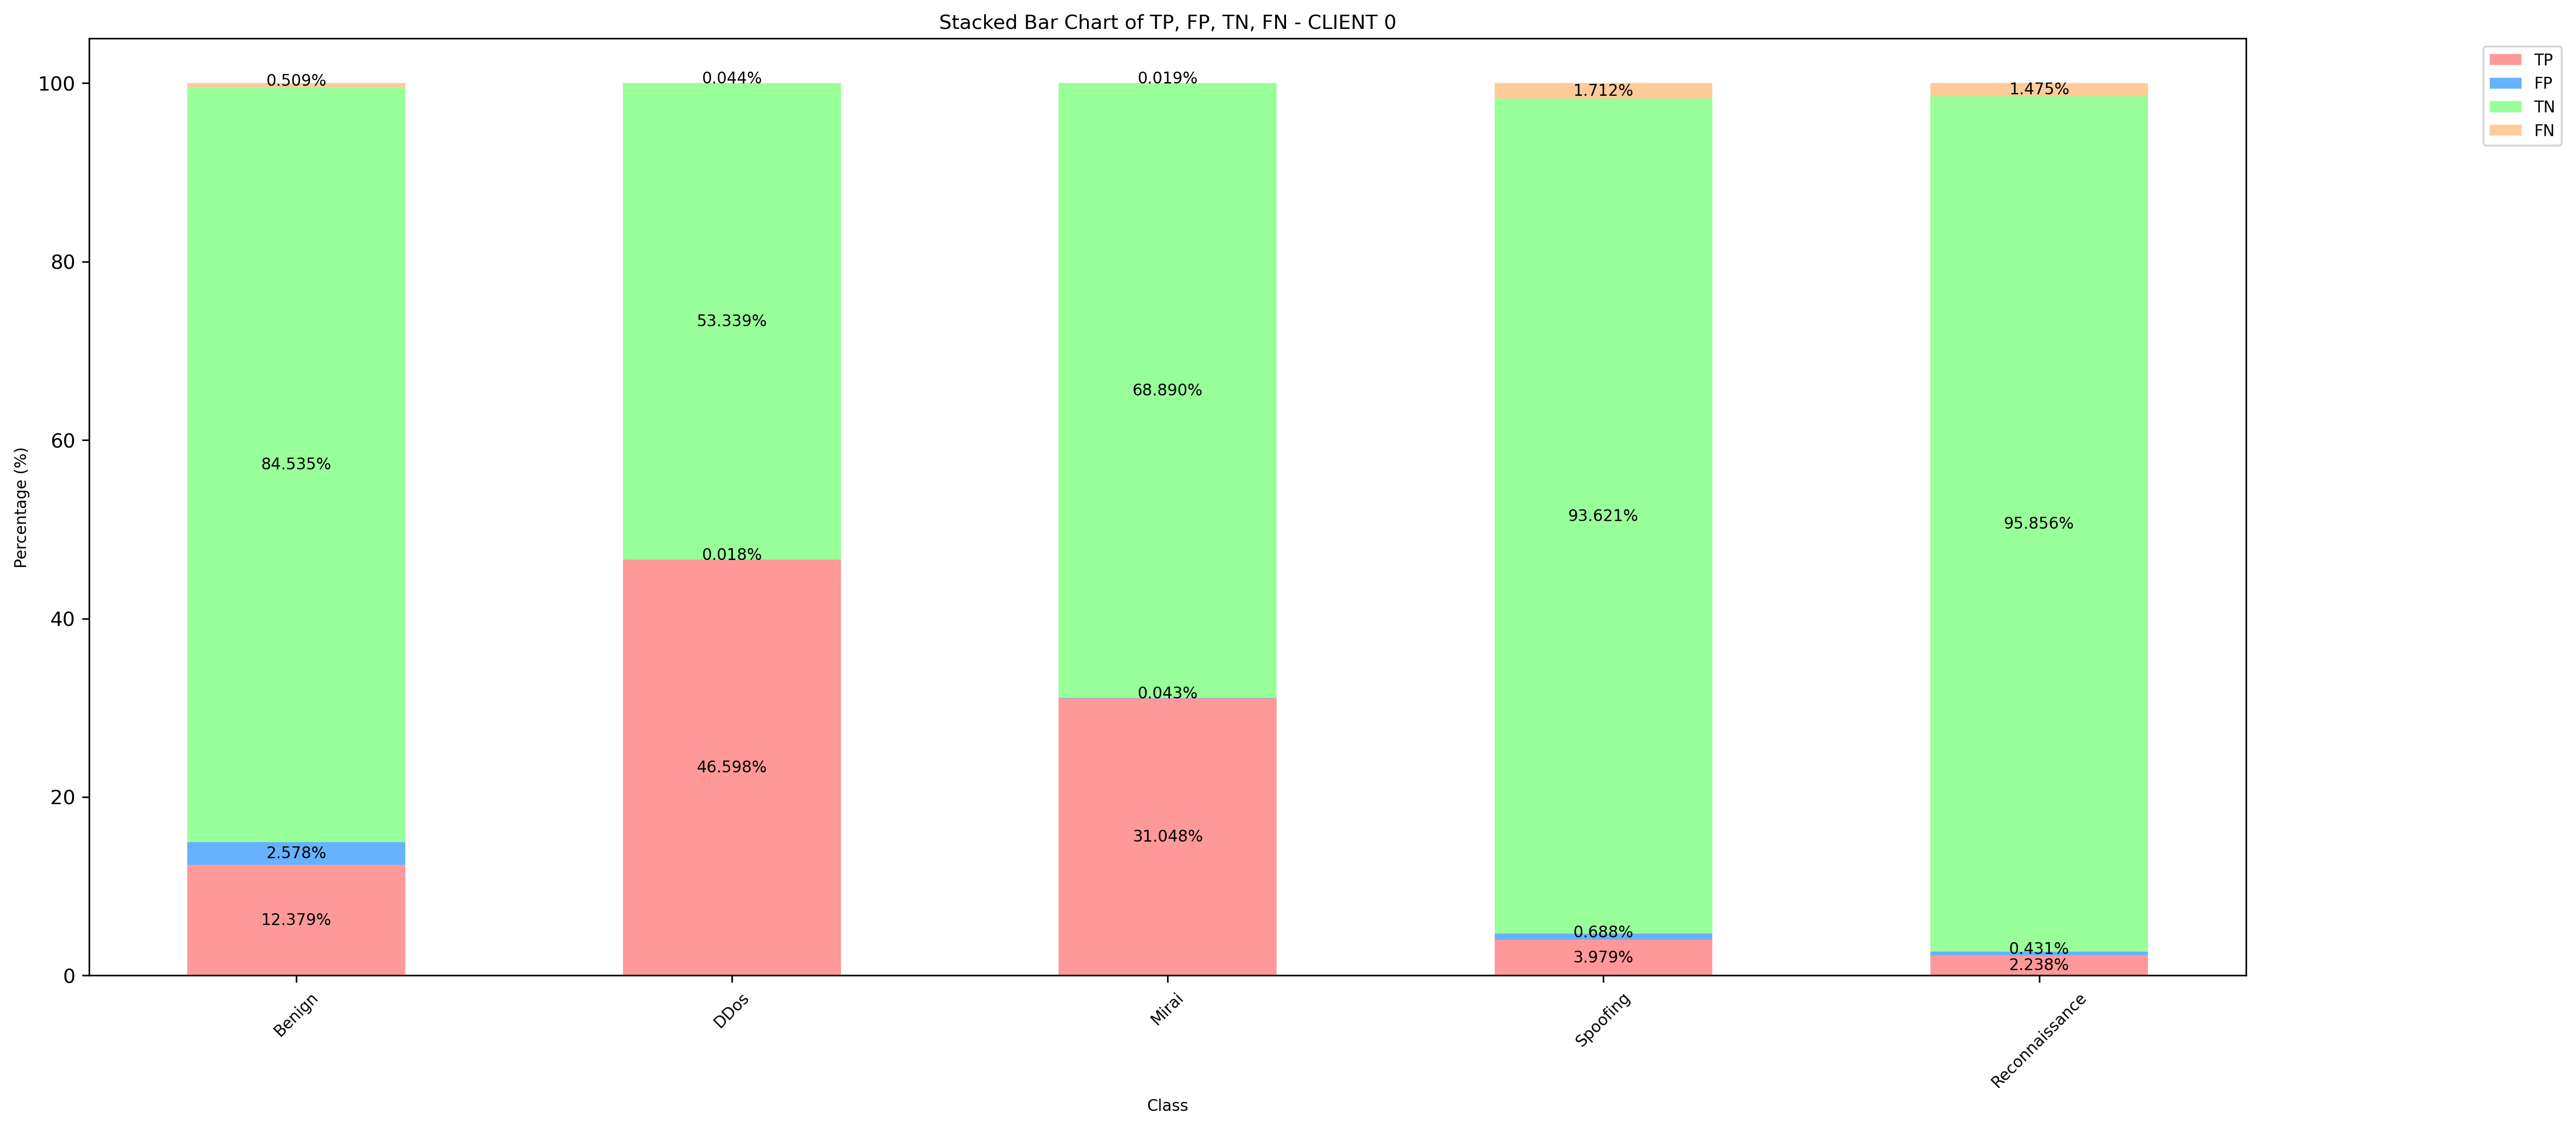 Stacked Bar Chart of TP, FP, TN, FN - CLIENT 0
TP
FP
TN
FN
Percentage (%)
100
80
60
40
20
0
0.509%
84.535%
2.578%
12.379%
0.044%
53.339%
0.018%
46.598%
0.019%
68.890%
0.043%
31.048%
1.712%
93.621%
0.688%
3.979%
1.475%
95.856%
0.431%
2.238%
Benign
DDos
Mirai
Spoofing
Reconnaissance
Class